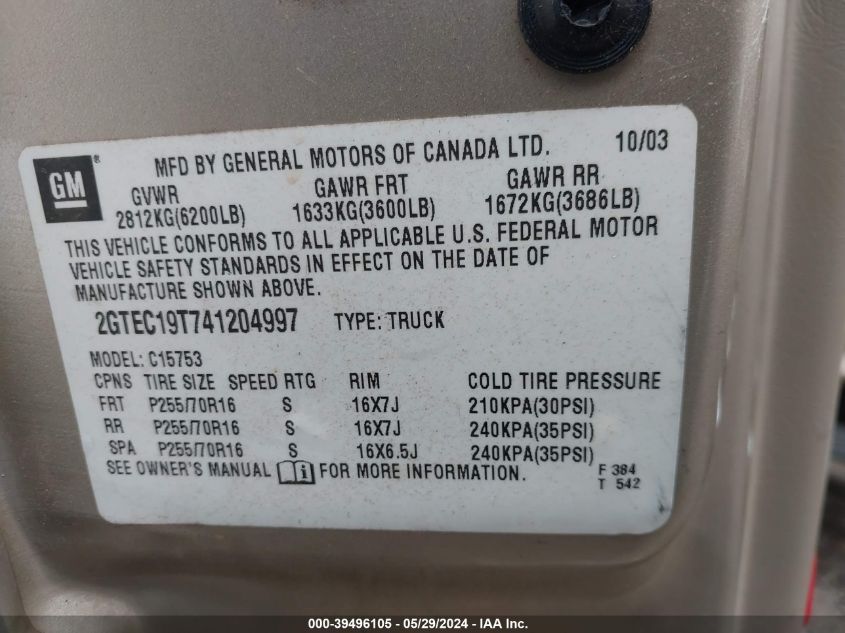 GM®
MFD BY GENERAL MOTORS OF CANADA LTD. 10/03
GVWR GAWR FRT GAWR RR
2812KG(6200LB) 1633KG(3600LB) 1672KG(3686LB)
THIS VEHICLE CONFORMS TO ALL APPLICABLE U.S. FEDERAL MOTOR
VEHICLE SAFETY STANDARDS IN EFFECT ON THE DATE OF
MANUFACTURE SHOWN ABOVE.
2GTEC19T741204997 TYPE: TRUCK
MODEL: C15753
CPNS TIRE SIZE SPEED RTG RIM COLD TIRE PRESSURE
FRT P255/70R16 S 16X7J 210KPA(30PSI)
RR P255/70R16 S 16X7J 240KPA(35PSI)
SPA P255/70R16 S 16X6.5J 240KPA(35PSI)
SEE OWNER'S MANUAL FOR MORE INFORMATION. F 384
T 542
000-39496105 - 05/29/2024 - IAA Inc.